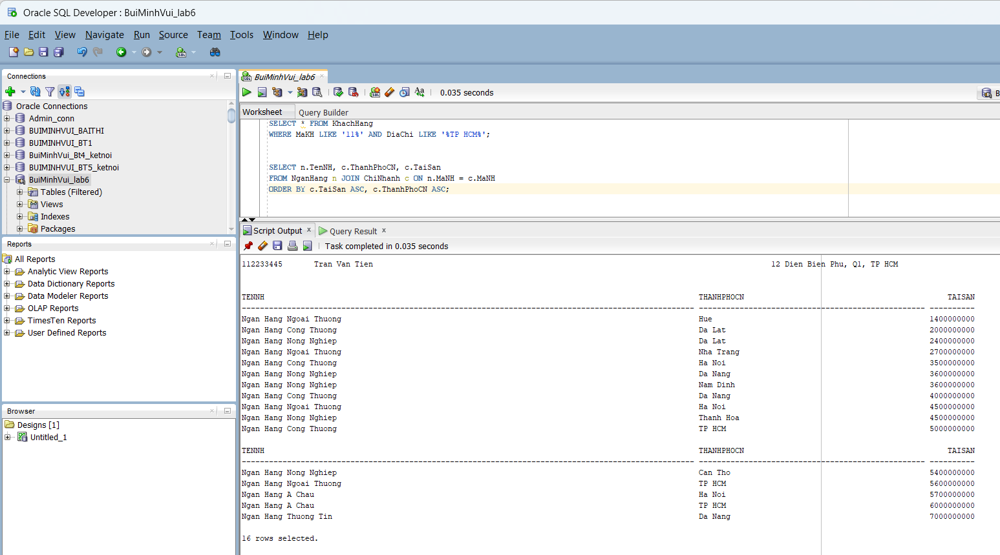 Oracle SQL Developer : BuiMinhVui_lab6
File Edit View Navigate Run Source Team Tools Window Help
Connections
Oracle Connections
Admin_conn
BUIMINHVUI_BAITHI
BUIMINHVUI_BT1
BuiMinhVui_Bt4_ketnoi
BUIMINHVUI_BT5_ketnoi
BuiMinhVui_lab6
Tables (Filtered)
Views
Indexes
Packages
Reports
All Reports
Analytic View Reports
Data Dictionary Reports
Data Modeler Reports
OLAP Reports
TimesTen Reports
User Defined Reports
Browser
Designs [1]
Untitled_1
BuiMinhVui_lab6
0.035 seconds
B
Worksheet Query Builder
SELECT * FROM KhachHang
WHERE MaKH LIKE '11%' AND DiaChi LIKE '%TP HCM%';
SELECT n.TenNH, c.ThanhPhoCN, c.TaiSan
FROM NganHang n JOIN ChiNhanh c ON n.MaNH = c.MaNH
ORDER BY c.TaiSan ASC, c.ThanhPhoCN ASC;
Script Output Query Result
Task completed in 0.035 seconds
112233445 Tran Van Tien 12 Dien Bien Phu, Q1, TP HCM
TENNH THANHPHOCN TAISAN
Ngan Hang Ngoai Thuong Hue 1400000000
Ngan Hang Cong Thuong Da Lat 2000000000
Ngan Hang Nong Nghiep Da Lat 2400000000
Ngan Hang Ngoai Thuong Nha Trang 2700000000
Ngan Hang Cong Thuong Ha Noi 3500000000
Ngan Hang Nong Nghiep Da Nang 3600000000
Ngan Hang Nong Nghiep Nam Dinh 3600000000
Ngan Hang Cong Thuong Da Nang 4000000000
Ngan Hang Ngoai Thuong Ha Noi 4500000000
Ngan Hang Nong Nghiep Thanh Hoa 4500000000
Ngan Hang Cong Thuong TP HCM 5000000000
TENNH THANHPHOCN TAISAN
Ngan Hang Nong Nghiep Can Tho 5400000000
Ngan Hang Ngoai Thuong TP HCM 5600000000
Ngan Hang A Chau Ha Noi 5700000000
Ngan Hang A Chau TP HCM 6000000000
Ngan Hang Thuong Tin Da Nang 7000000000
16 rows selected.